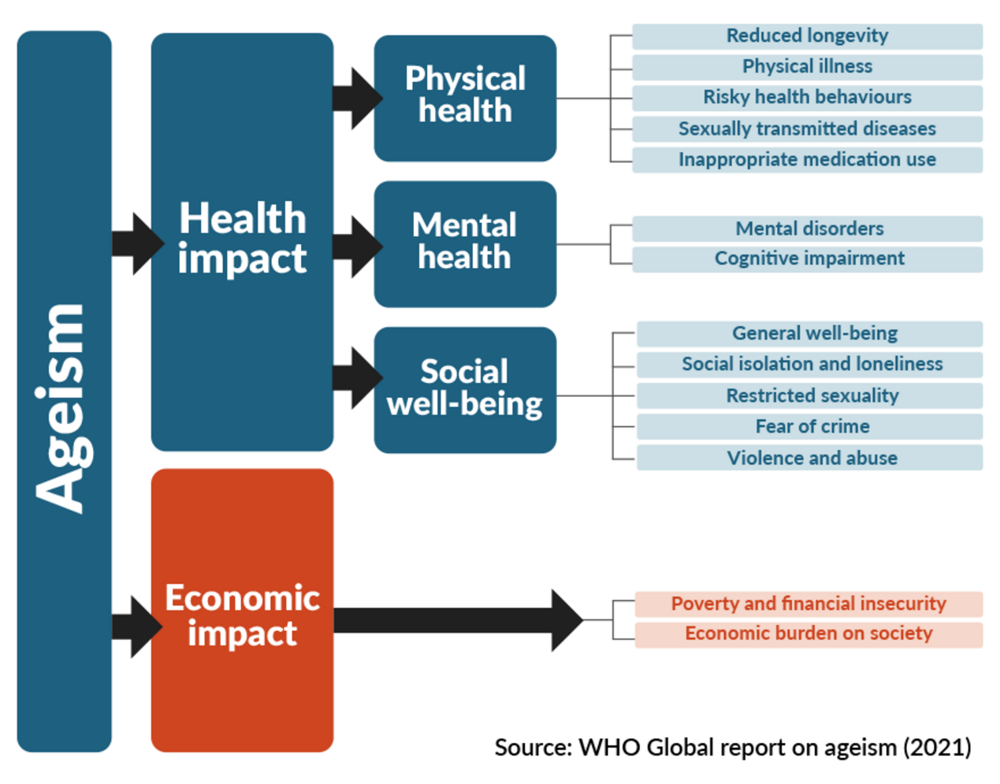 Ageism
Health
impact
Physical
health
Reduced longevity
Physical illness
Risky health behaviours
Sexually transmitted diseases
Inappropriate medication use
Mental
health
Mental disorders
Cognitive impairment
Social
well-being
General well-being
Social isolation and loneliness
Restricted sexuality
Fear of crime
Violence and abuse
Economic
impact
Poverty and financial insecurity
Economic burden on society
Source: WHO Global report on ageism (2021)